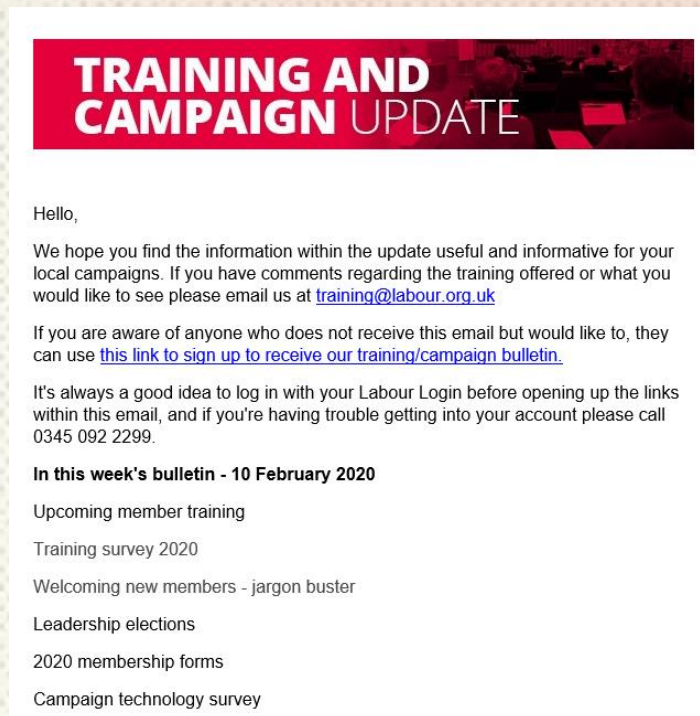 TRAINING AND
CAMPAIGN UPDATE
Hello,
We hope you find the information within the update useful and informative for your
local campaigns. If you have comments regarding the training offered or what you
would like to see please email us at training@labour.org.uk
If you are aware of anyone who does not receive this email but would like to, they
can use this link to sign up to receive our training/campaign bulletin.
It's always a good idea to log in with your Labour Login before opening up the links
within this email, and if you're having trouble getting into your account please call
0345 092 2299.
In this week's bulletin - 10 February 2020
Upcoming member training
Training survey 2020
Welcoming new members - jargon buster
Leadership elections
2020 membership forms
Campaign technology survey